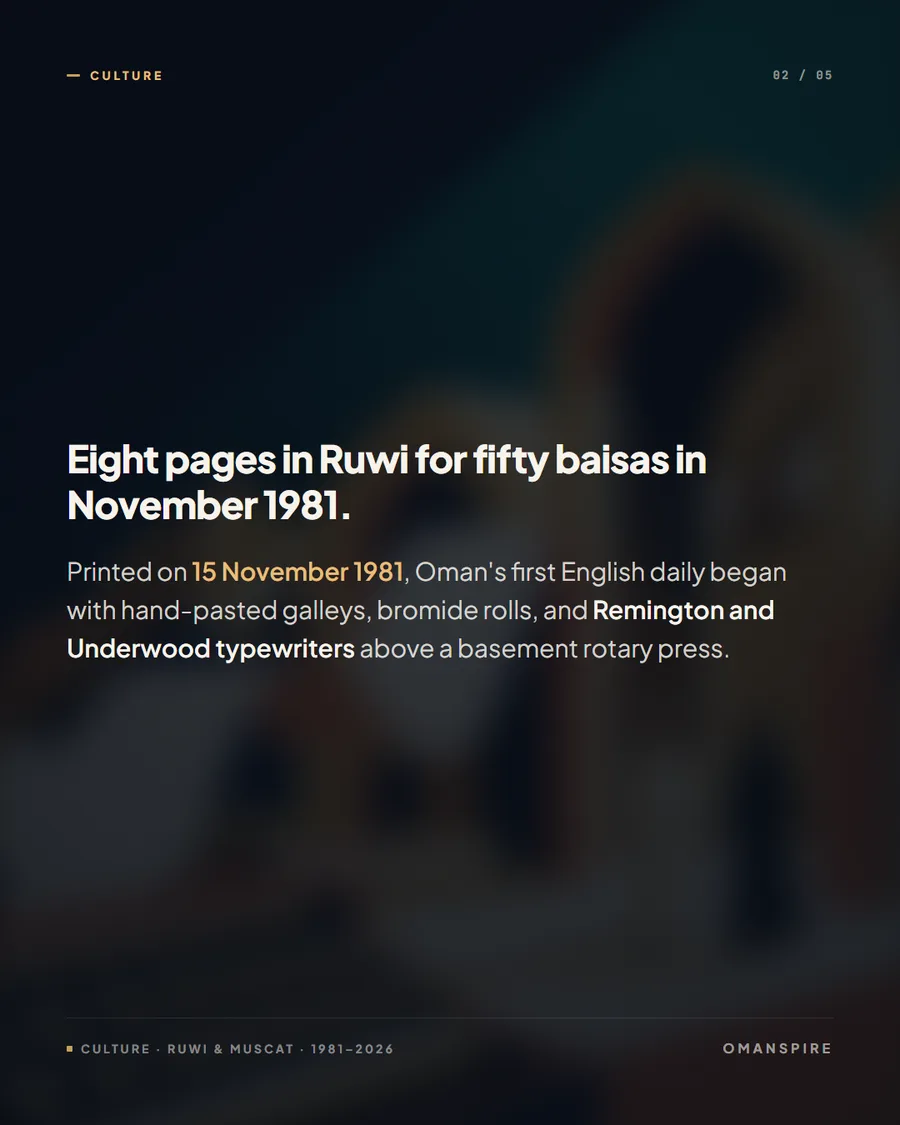 — CULTURE
02 / 05
Eight pages in Ruwi for fifty baisas in
November 1981.
Printed on 15 November 1981, Oman's first English daily began
with hand-pasted galleys, bromide rolls, and Remington and
Underwood typewriters above a basement rotary press.
CULTURE · RUWI & MUSCAT · 1981–2026
OMANSPIRE